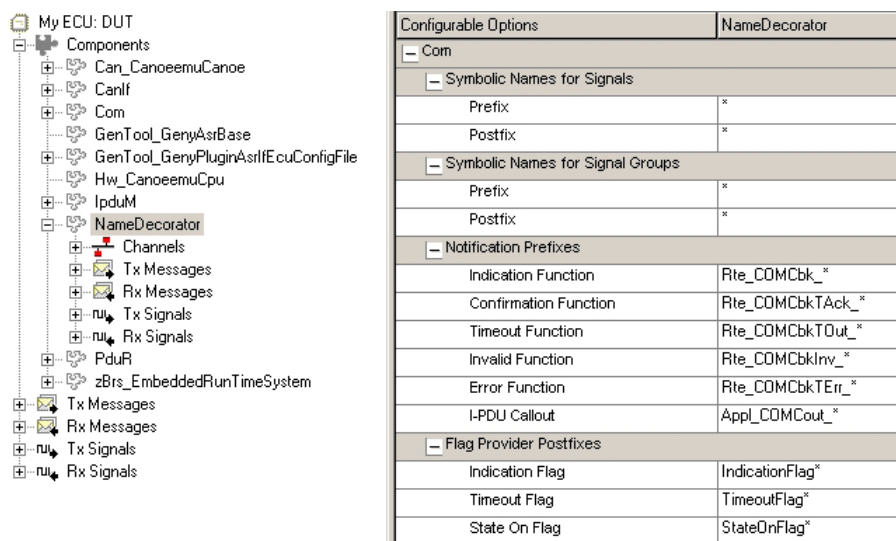 My ECU: DUT
Components
Can_CanoeemuCanoe
CanIf
Com
GenTool_GenyAsrBase
GenTool_GenyPluginAsrIfEcuConfigFile
Hw_CanoeemuCpu
IpduM
NameDecorator
Channels
Tx Messages
Rx Messages
Tx Signals
Rx Signals
PduR
zBrs_EmbeddedRunTimeSystem
Tx Messages
Rx Messages
Tx Signals
Rx Signals
Configurable Options NameDecorator
Com
Symbolic Names for Signals
Prefix *
Postfix *
Symbolic Names for Signal Groups
Prefix *
Postfix *
Notification Prefixes
Indication Function Rte_COMCbk_*
Confirmation Function Rte_COMCbkTAck_*
Timeout Function Rte_COMCbkTOut_*
Invalid Function Rte_COMCbkInv_*
Error Function Rte_COMCbkTErr_*
I-PDU Callout Appl_COMCout_*
Flag Provider Postfixes
Indication Flag IndicationFlag*
Timeout Flag TimeoutFlag*
State On Flag StateOnFlag*